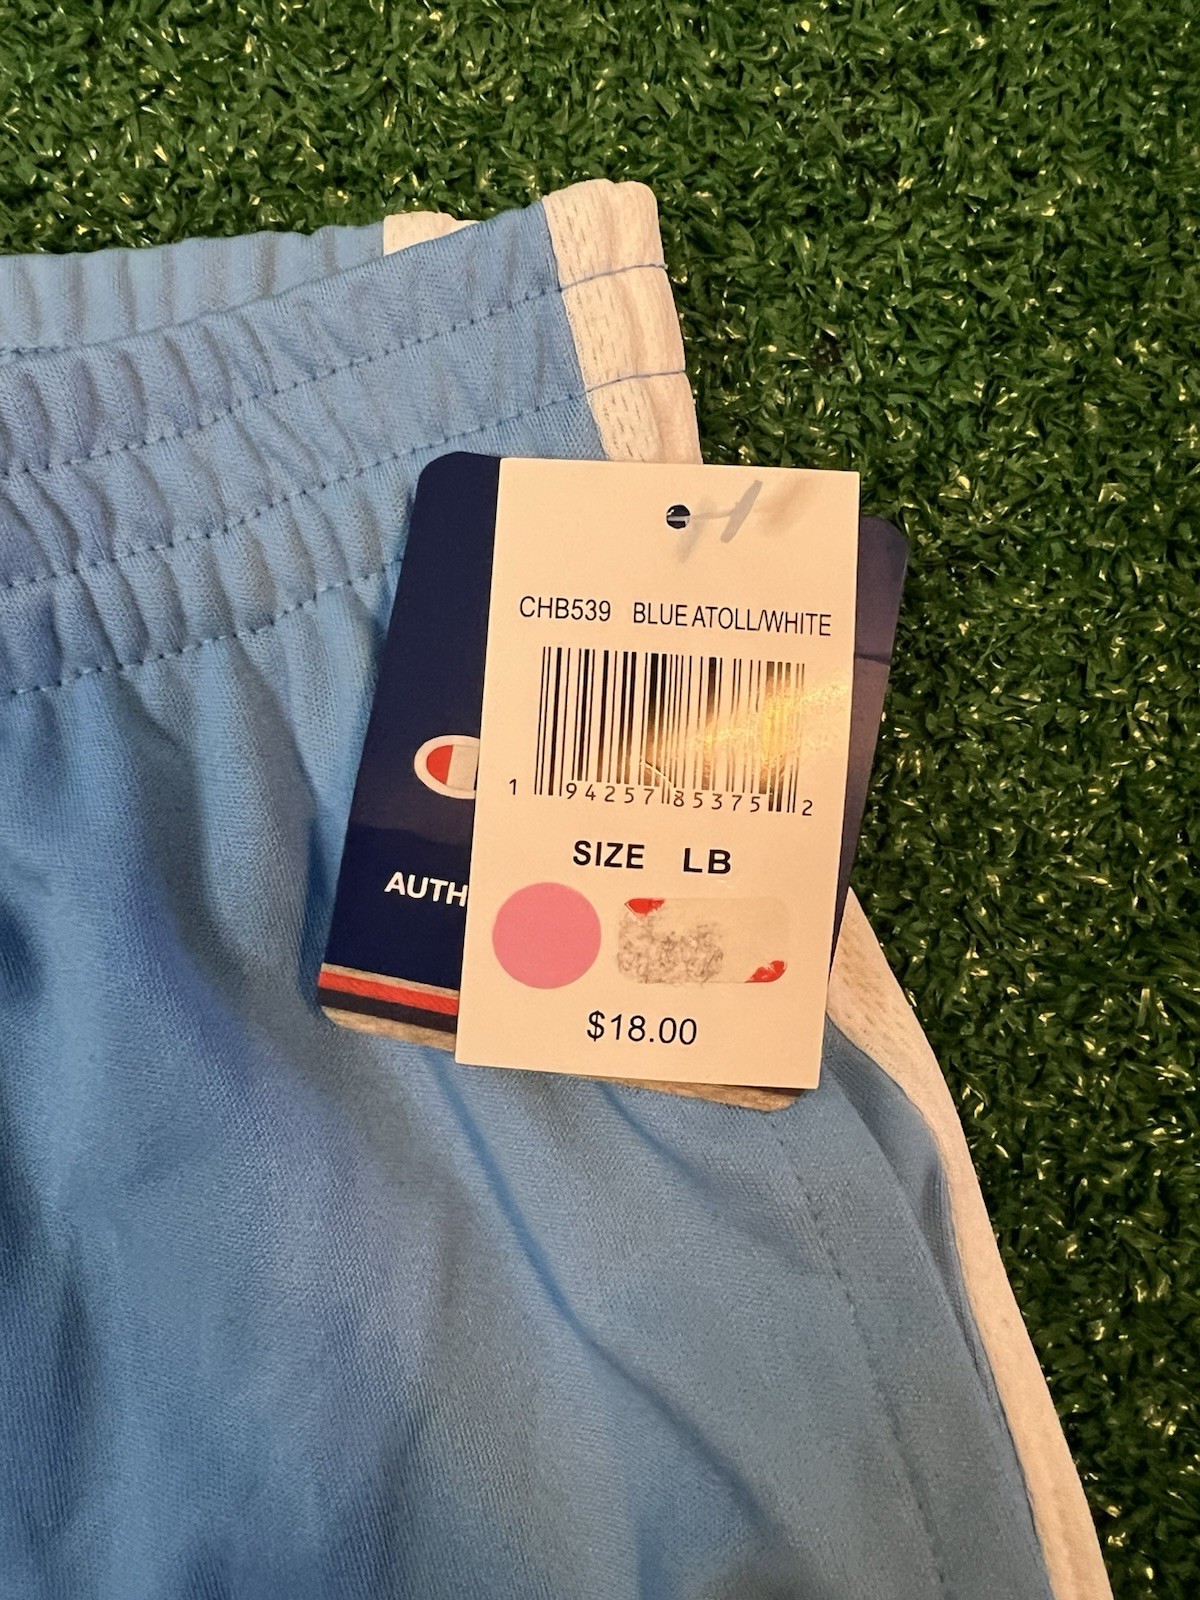 CHB539 BLUE ATOLL/WHITE
1 94257 85375 2
SIZE LB
AUTH
$18.00